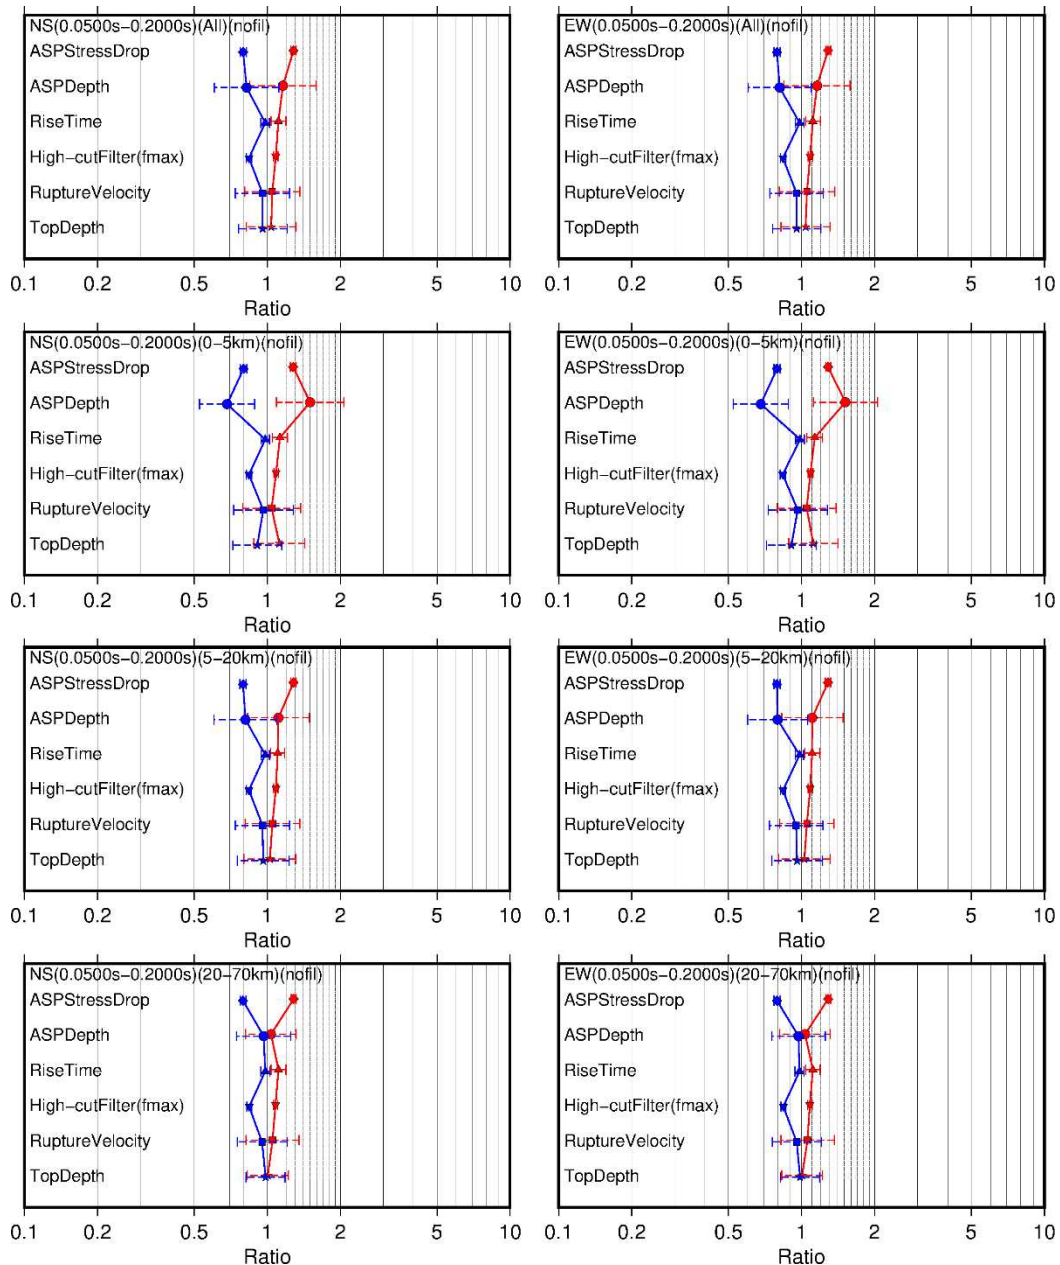 NS(0.0500s−0.2000s)(All)(nofil)
ASPStressDrop
ASPDepth
RiseTime
High−cutFilter(fmax)
RuptureVelocity
TopDepth
0.1 0.2 0.5 1 2 5 10
Ratio
EW(0.0500s−0.2000s)(All)(nofil)
ASPStressDrop
ASPDepth
RiseTime
High−cutFilter(fmax)
RuptureVelocity
TopDepth
0.1 0.2 0.5 1 2 5 10
Ratio
NS(0.0500s−0.2000s)(0−5km)(nofil)
ASPStressDrop
ASPDepth
RiseTime
High−cutFilter(fmax)
RuptureVelocity
TopDepth
0.1 0.2 0.5 1 2 5 10
Ratio
EW(0.0500s−0.2000s)(0−5km)(nofil)
ASPStressDrop
ASPDepth
RiseTime
High−cutFilter(fmax)
RuptureVelocity
TopDepth
0.1 0.2 0.5 1 2 5 10
Ratio
NS(0.0500s−0.2000s)(5−20km)(nofil)
ASPStressDrop
ASPDepth
RiseTime
High−cutFilter(fmax)
RuptureVelocity
TopDepth
0.1 0.2 0.5 1 2 5 10
Ratio
EW(0.0500s−0.2000s)(5−20km)(nofil)
ASPStressDrop
ASPDepth
RiseTime
High−cutFilter(fmax)
RuptureVelocity
TopDepth
0.1 0.2 0.5 1 2 5 10
Ratio
NS(0.0500s−0.2000s)(20−70km)(nofil)
ASPStressDrop
ASPDepth
RiseTime
High−cutFilter(fmax)
RuptureVelocity
TopDepth
0.1 0.2 0.5 1 2 5 10
Ratio
EW(0.0500s−0.2000s)(20−70km)(nofil)
ASPStressDrop
ASPDepth
RiseTime
High−cutFilter(fmax)
RuptureVelocity
TopDepth
0.1 0.2 0.5 1 2 5 10
Ratio